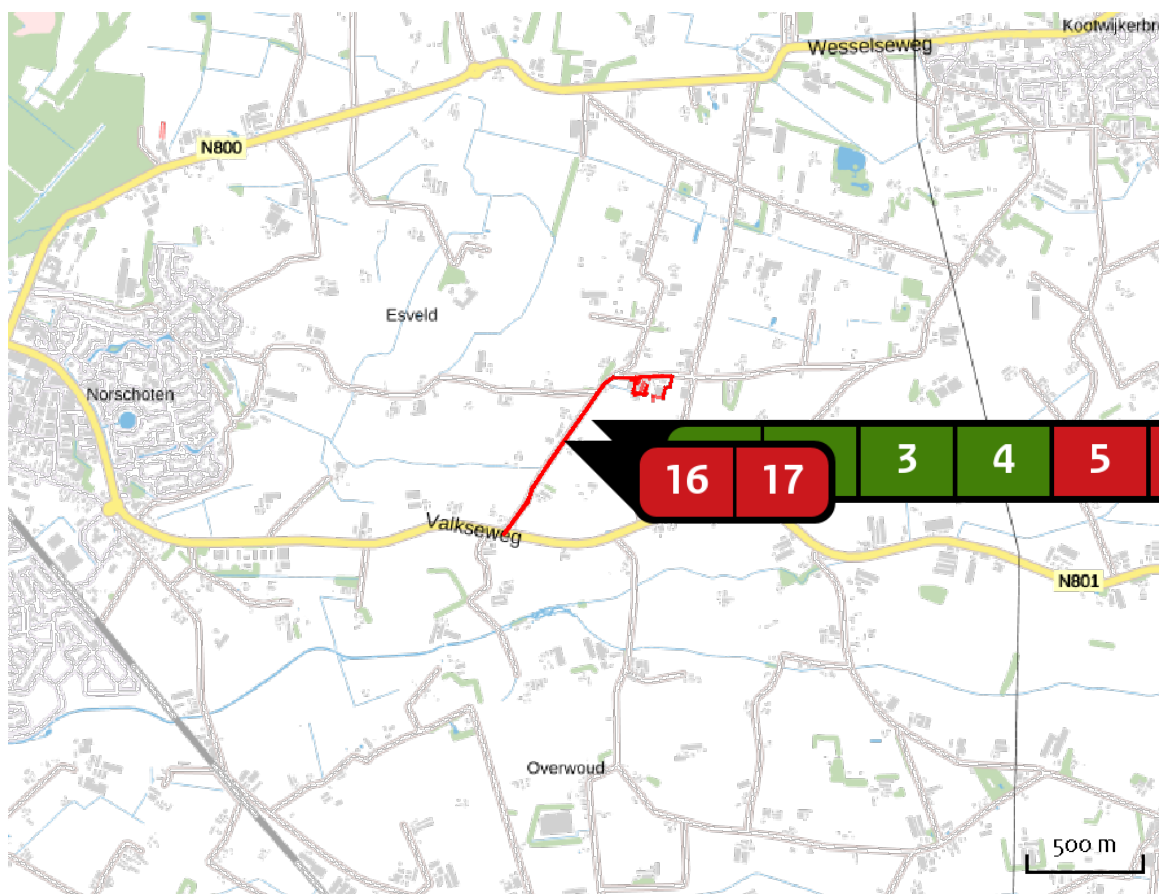 Kootwijkerbr
Wesselseweg
N800
Esveld
Norschoten
3 4 5
16 17
Valkseweg
N801
Overwoud
500 m